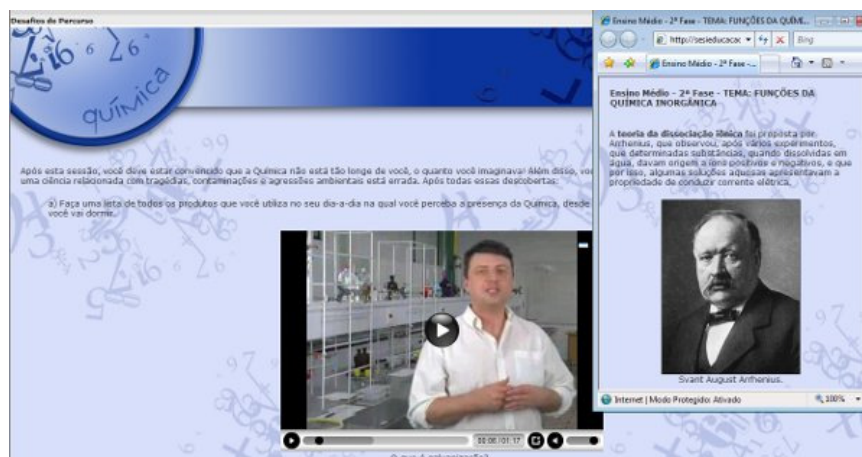 Desafios de Percurso
química
Após esta sessão, você deve estar convencido que a Química não está tão longe de você, o quanto você imaginava! Além disso,
uma ciência relacionada com tragédias, contaminações e agressões ambientais está errada. Após todas essas descobertas:
a) Faça uma lista de todos os produtos que você utiliza no seu dia-a-dia na qual você perceba a presença da Química, desde
você vai dormir.
00:06 /01:17
O que é galvanização?
Ensino Médio - 2ª Fase - TEMA: FUNÇÕES DA QUÍMI...
http://sesieducacac
Bing
Ensino Médio - 2ª Fase -...
Ensino Médio - 2ª Fase - TEMA: FUNÇÕES DA
QUÍMICA INORGÂNICA
A teoria da dissociação iônica foi proposta por
Arrhenius, que observou, após vários experimentos,
que determinadas substâncias, quando dissolvidas em
água, davam origem a íons positivos e negativos, e que
por isso, algumas soluções aquosas apresentavam a
propriedade de conduzir corrente elétrica.
Svant August Arrhenius.
Internet | Modo Protegido: Ativado
100%